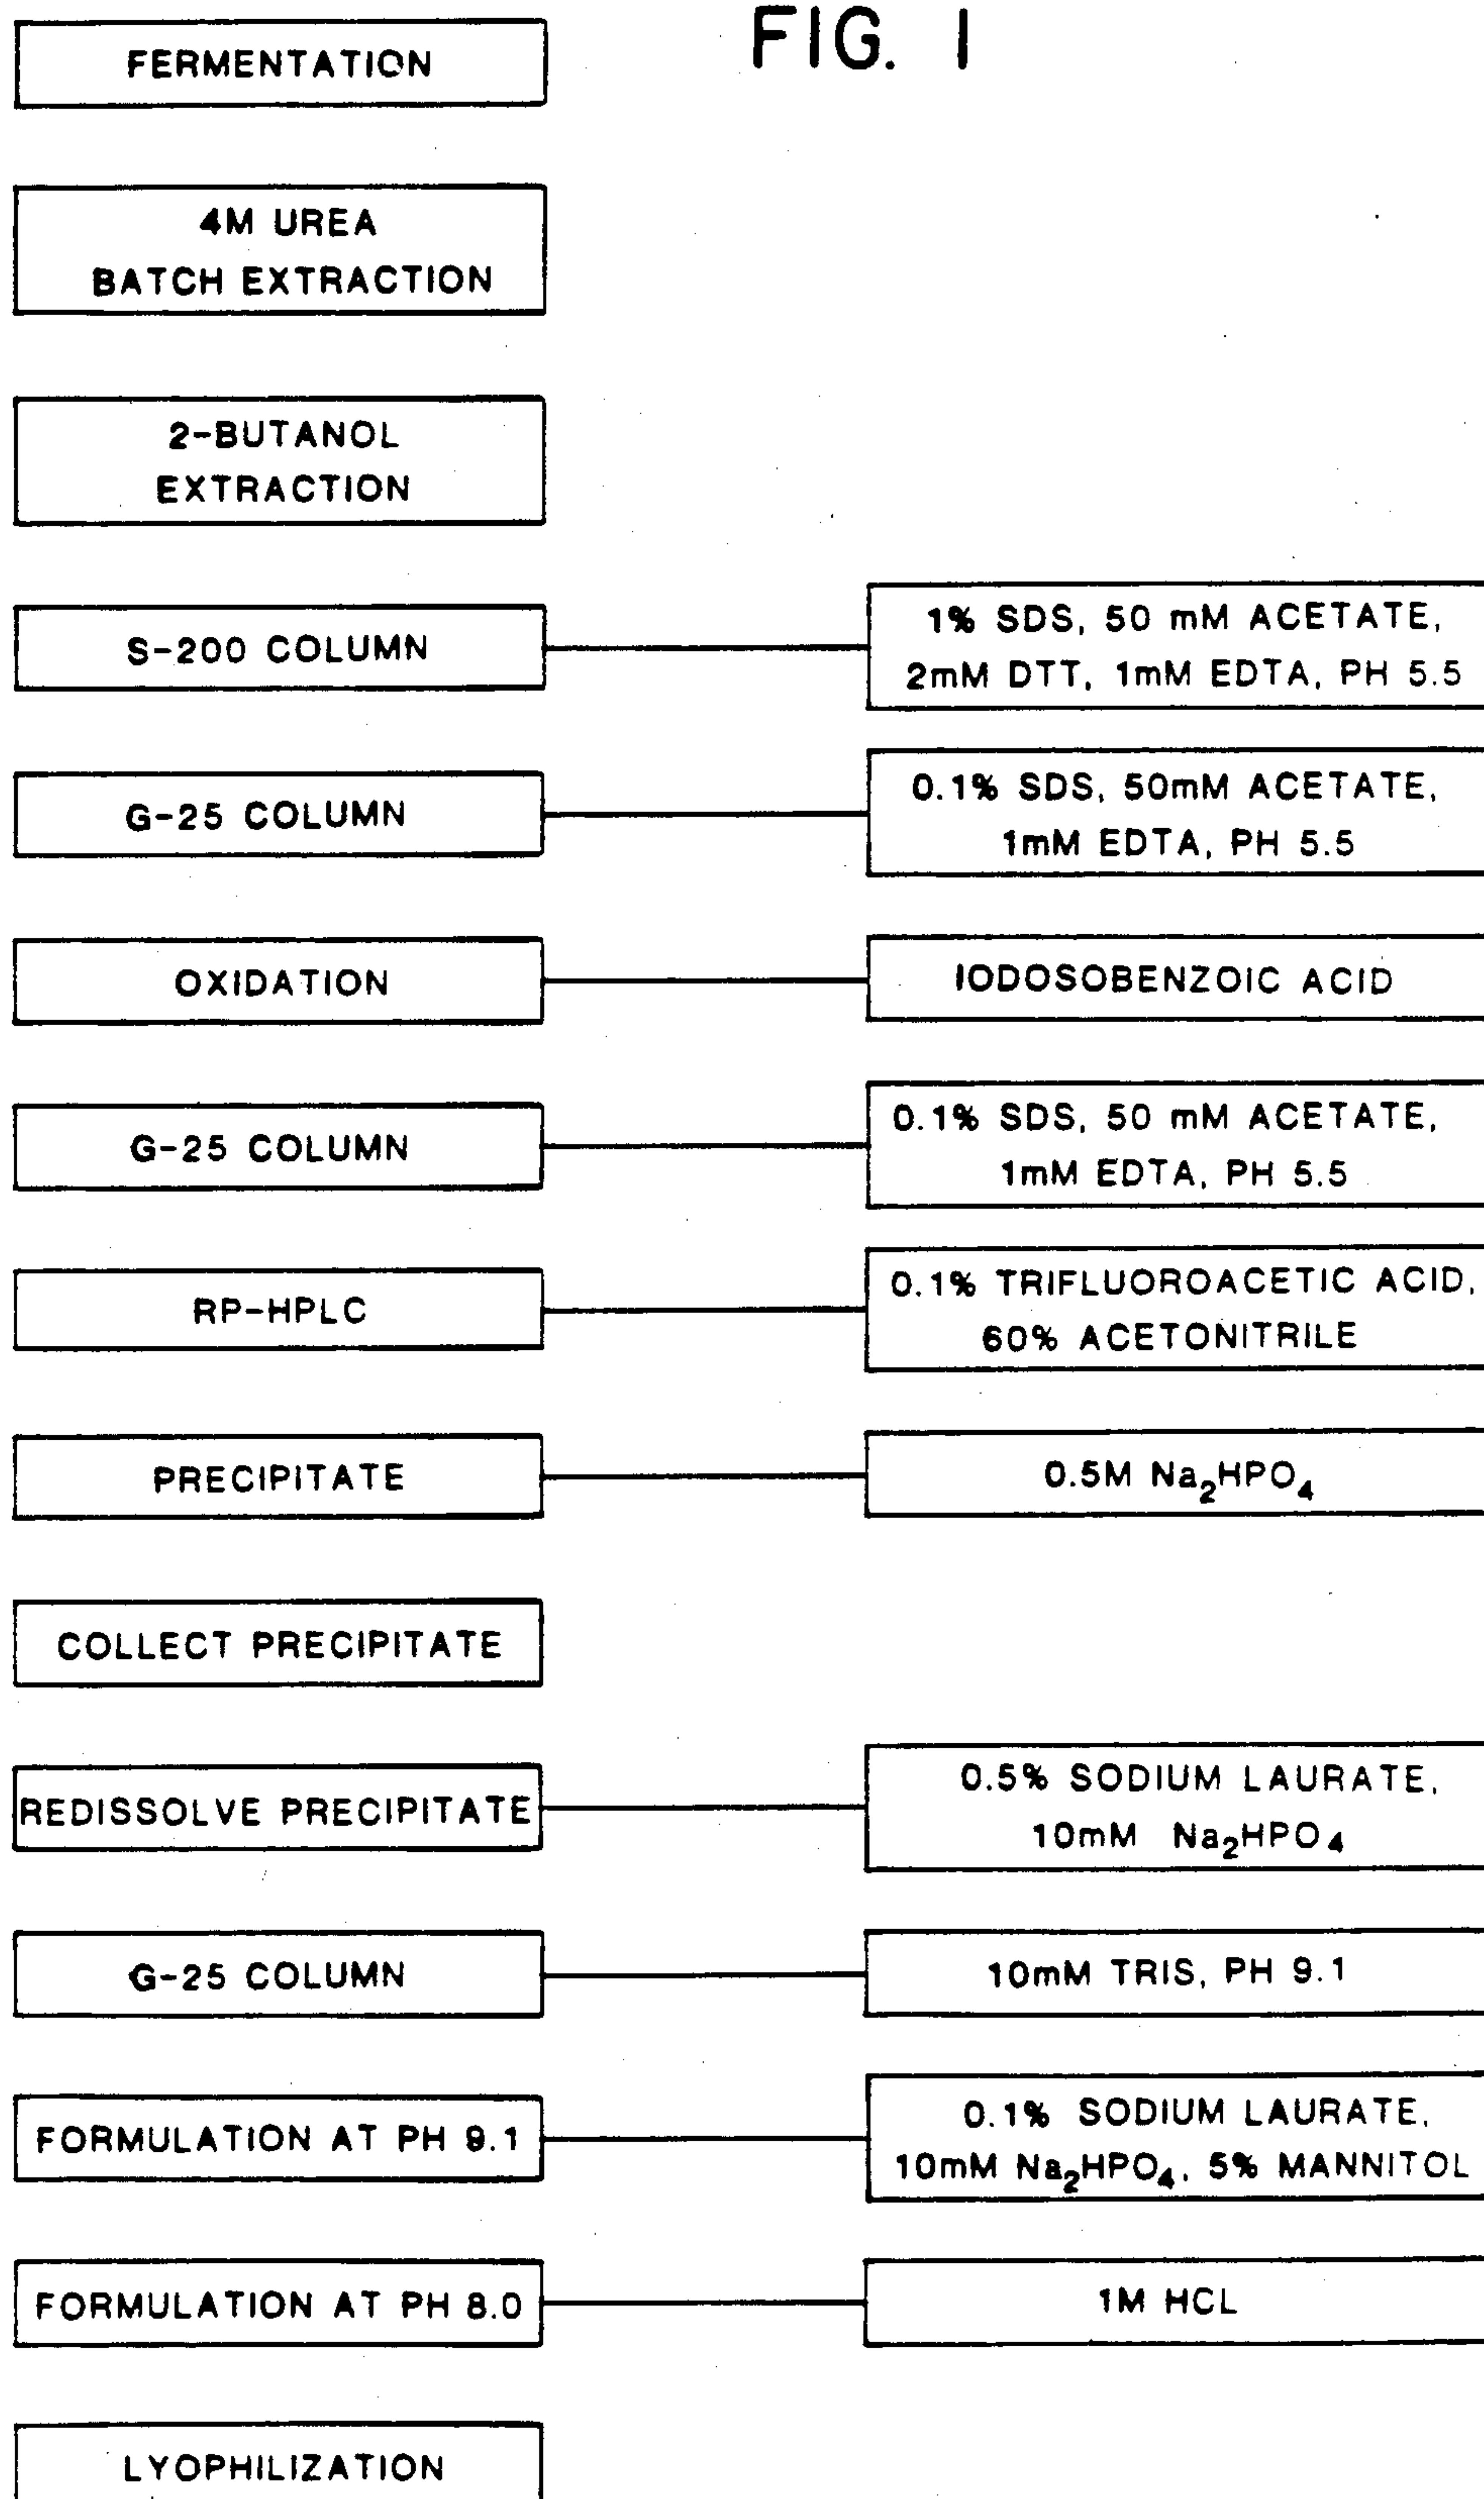 FIG. 1
FERMENTATION
4M UREA
BATCH EXTRACTION
2-BUTANOL
EXTRACTION
S-200 COLUMN
1% SDS, 50 mM ACETATE,
2mM DTT, 1mM EDTA, PH 5.5
G-25 COLUMN
0.1% SDS, 50mM ACETATE,
1mM EDTA, PH 5.5
OXIDATION
IODOSOBENZOIC ACID
G-25 COLUMN
0.1% SDS, 50 mM ACETATE,
1mM EDTA, PH 5.5
RP-HPLC
0.1% TRIFLUOROACETIC ACID,
60% ACETONITRILE
PRECIPITATE
0.5M Na₂HPO₄
COLLECT PRECIPITATE
REDISSOLVE PRECIPITATE
0.5% SODIUM LAURATE,
10mM Na₂HPO₄
G-25 COLUMN
10mM TRIS, PH 9.1
FORMULATION AT PH 9.1
0.1% SODIUM LAURATE,
10mM Na₂HPO₄, 5% MANNITOL
FORMULATION AT PH 8.0
1M HCL
LYOPHILIZATION